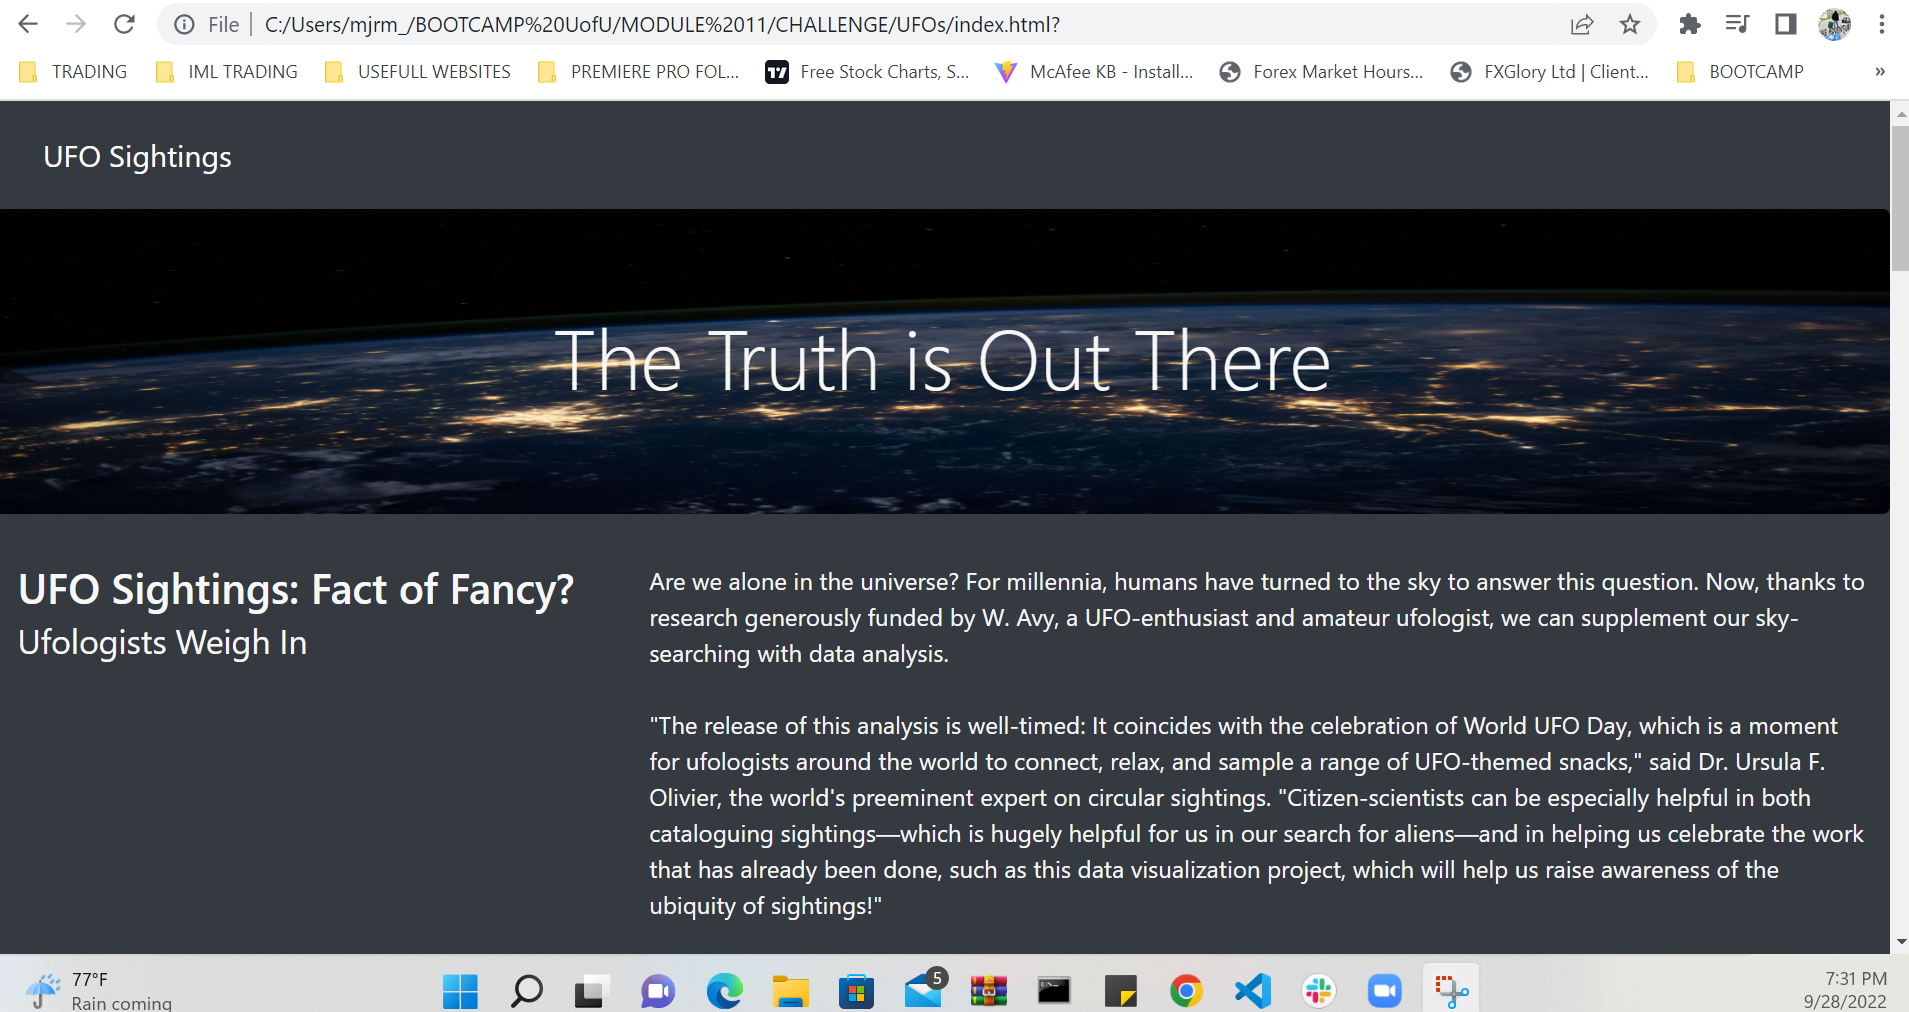 File
C:/Users/mjrm_/BOOTCAMP%20UofU/MODULE%2011/CHALLENGE/UFOs/index.html?
TRADING
IML TRADING
USEFULL WEBSITES
PREMIERE PRO FOL...
Free Stock Charts, S...
McAfee KB - Install...
Forex Market Hours...
FXGlory Ltd | Client...
BOOTCAMP
»
UFO Sightings
The Truth is Out There
UFO Sightings: Fact of Fancy?
Ufologists Weigh In
Are we alone in the universe? For millennia, humans have turned to the sky to answer this question. Now, thanks to
research generously funded by W. Avy, a UFO-enthusiast and amateur ufologist, we can supplement our sky-
searching with data analysis.
"The release of this analysis is well-timed: It coincides with the celebration of World UFO Day, which is a moment
for ufologists around the world to connect, relax, and sample a range of UFO-themed snacks," said Dr. Ursula F.
Olivier, the world's preeminent expert on circular sightings. "Citizen-scientists can be especially helpful in both
cataloguing sightings—which is hugely helpful for us in our search for aliens—and in helping us celebrate the work
that has already been done, such as this data visualization project, which will help us raise awareness of the
ubiquity of sightings!"
77°F
Rain coming
5
7:31 PM
9/28/2022